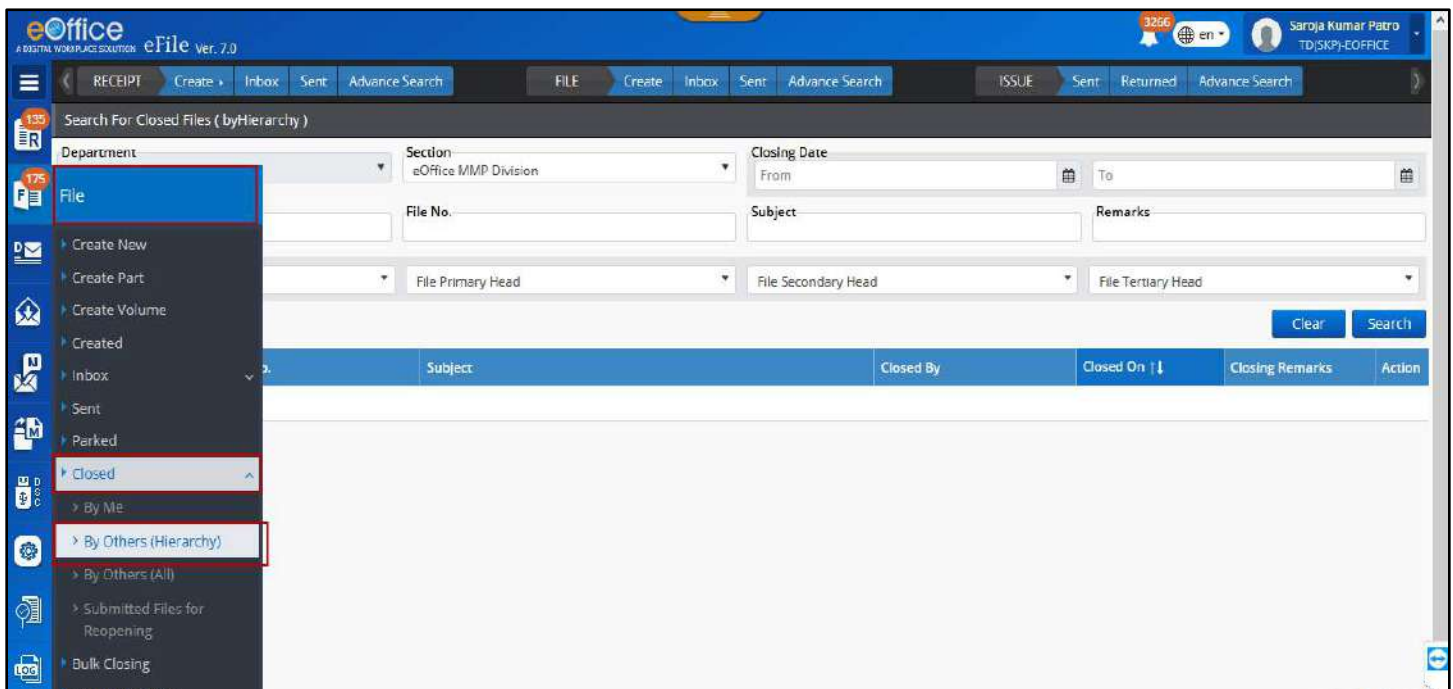 eOffice
A DIGITAL WORKPLACE SOLUTION eFile Ver. 7.0
3266
en
Saroja Kumar Patro
TD(SKP)-EOFFICE
RECEIPT Create Inbox Sent Advance Search FILE Create Inbox Sent Advance Search ISSUE Sent Returned Advance Search
135
R
Search For Closed Files ( byHierarchy )
Department Section Closing Date
eOffice MMP Division From To
175
F
File
File No. Subject Remarks
D
Create New
Create Part
File Primary Head File Secondary Head File Tertiary Head
Create Volume
Clear Search
Created
N
Inbox
Subject Closed By Closed On Closing Remarks Action
Sent
M
Parked
Closed
DSC
By Me
By Others (Hierarchy)
By Others (All)
Submitted Files for
Reopening
LOG
Bulk Closing